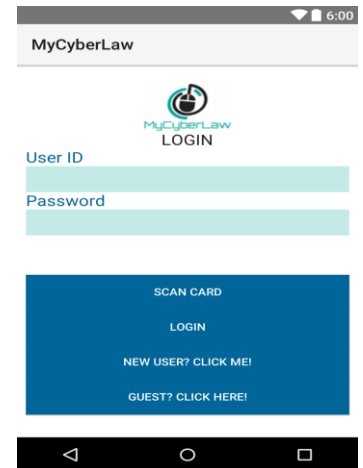 6:00
MyCyberLaw
MyCyberLaw
LOGIN
User ID
Password
SCAN CARD
LOGIN
NEW USER? CLICK ME!
GUEST? CLICK HERE!